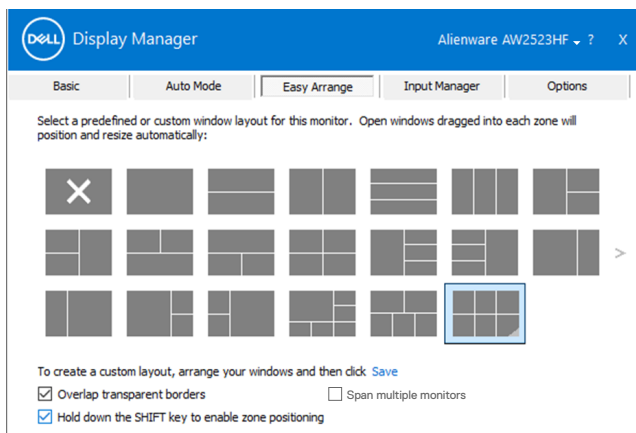 DELL Display Manager Alienware AW2523HF ? X
Basic Auto Mode Easy Arrange Input Manager Options
Select a predefined or custom window layout for this monitor. Open windows dragged into each zone will
position and resize automatically:
To create a custom layout, arrange your windows and then click Save
Overlap transparent borders Span multiple monitors
Hold down the SHIFT key to enable zone positioning